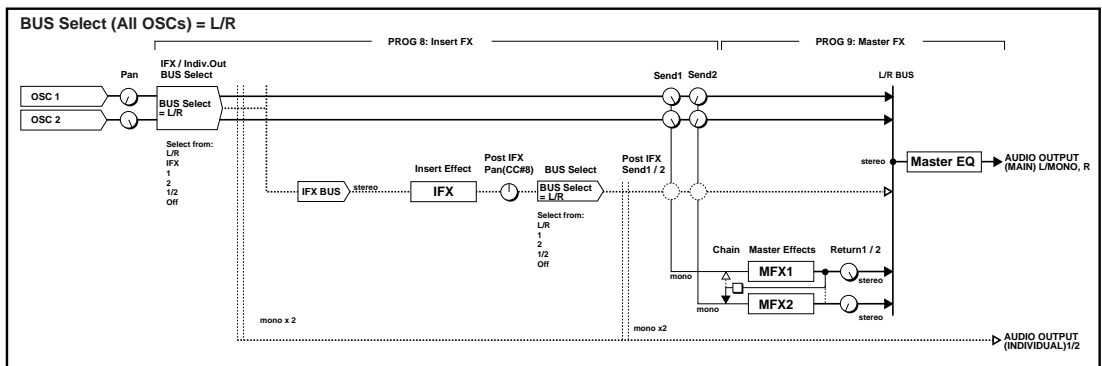 BUS Select (All OSCs) = L/R
PROG 8: Insert FX
PROG 9: Master FX
IFX / Indiv.Out
BUS Select
Pan
Send1 Send2
L/R BUS
OSC 1
OSC 2
BUS Select
= L/R
Select from:
L/R
IFX
1
2
1/2
Off
stereo
Master EQ
AUDIO OUTPUT
(MAIN) L/MONO, R
Insert Effect
Post IFX
Pan(CC#8)
BUS Select
Post IFX
Send1 / 2
IFX BUS
stereo
IFX
BUS Select
= L/R
Select from:
L/R
1
2
1/2
Off
Chain
Master Effects
Return1 / 2
mono
MFX1
stereo
mono
MFX2
stereo
mono x 2
mono x2
AUDIO OUTPUT
(INDIVIDUAL)1/2